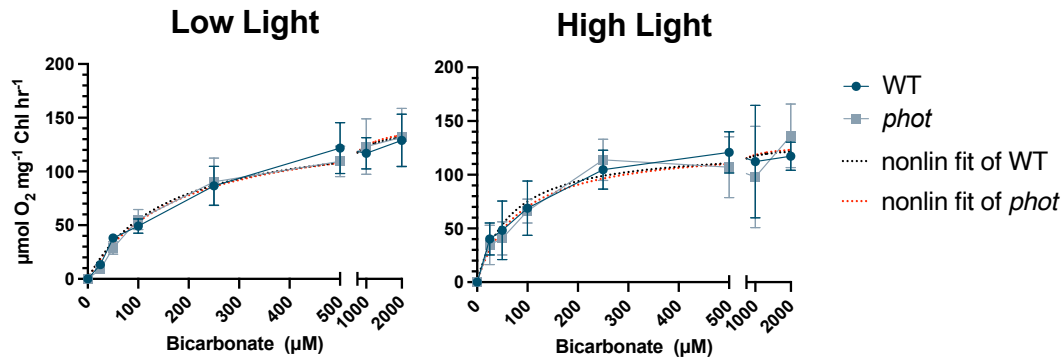 Low Light
High Light
µmol O₂ mg⁻¹ Chl hr⁻¹
200
150
100
50
0
0
100
200
300
400
500
1000
2000
Bicarbonate (µM)
200
150
100
50
0
0
100
200
300
400
500
1000
2000
Bicarbonate (µM)
WT
phot
nonlin fit of WT
nonlin fit of phot